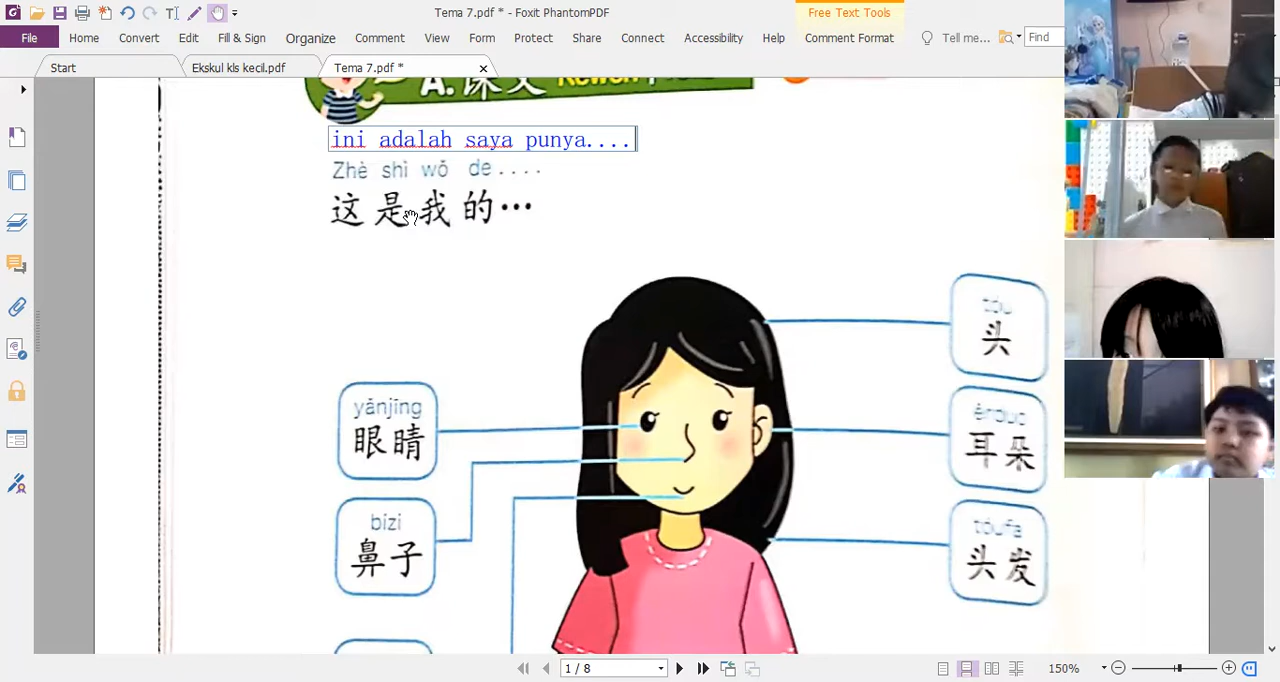 Tema 7.pdf * - Foxit PhantomPDF
Free Text Tools
File Home Convert Edit Fill & Sign Organize Comment View Form Protect Share Connect Accessibility Help Comment Format Tell me... Find
Start
Ekskul kls kecil.pdf
Tema 7.pdf *
A. 课文
ini adalah saya punya....
Zhè shì wǒ de....
这是我的…
tóu
头
yǎnjīng
眼睛
ěrduo
耳朵
bízi
鼻子
tóufa
头发
1 / 8
150%